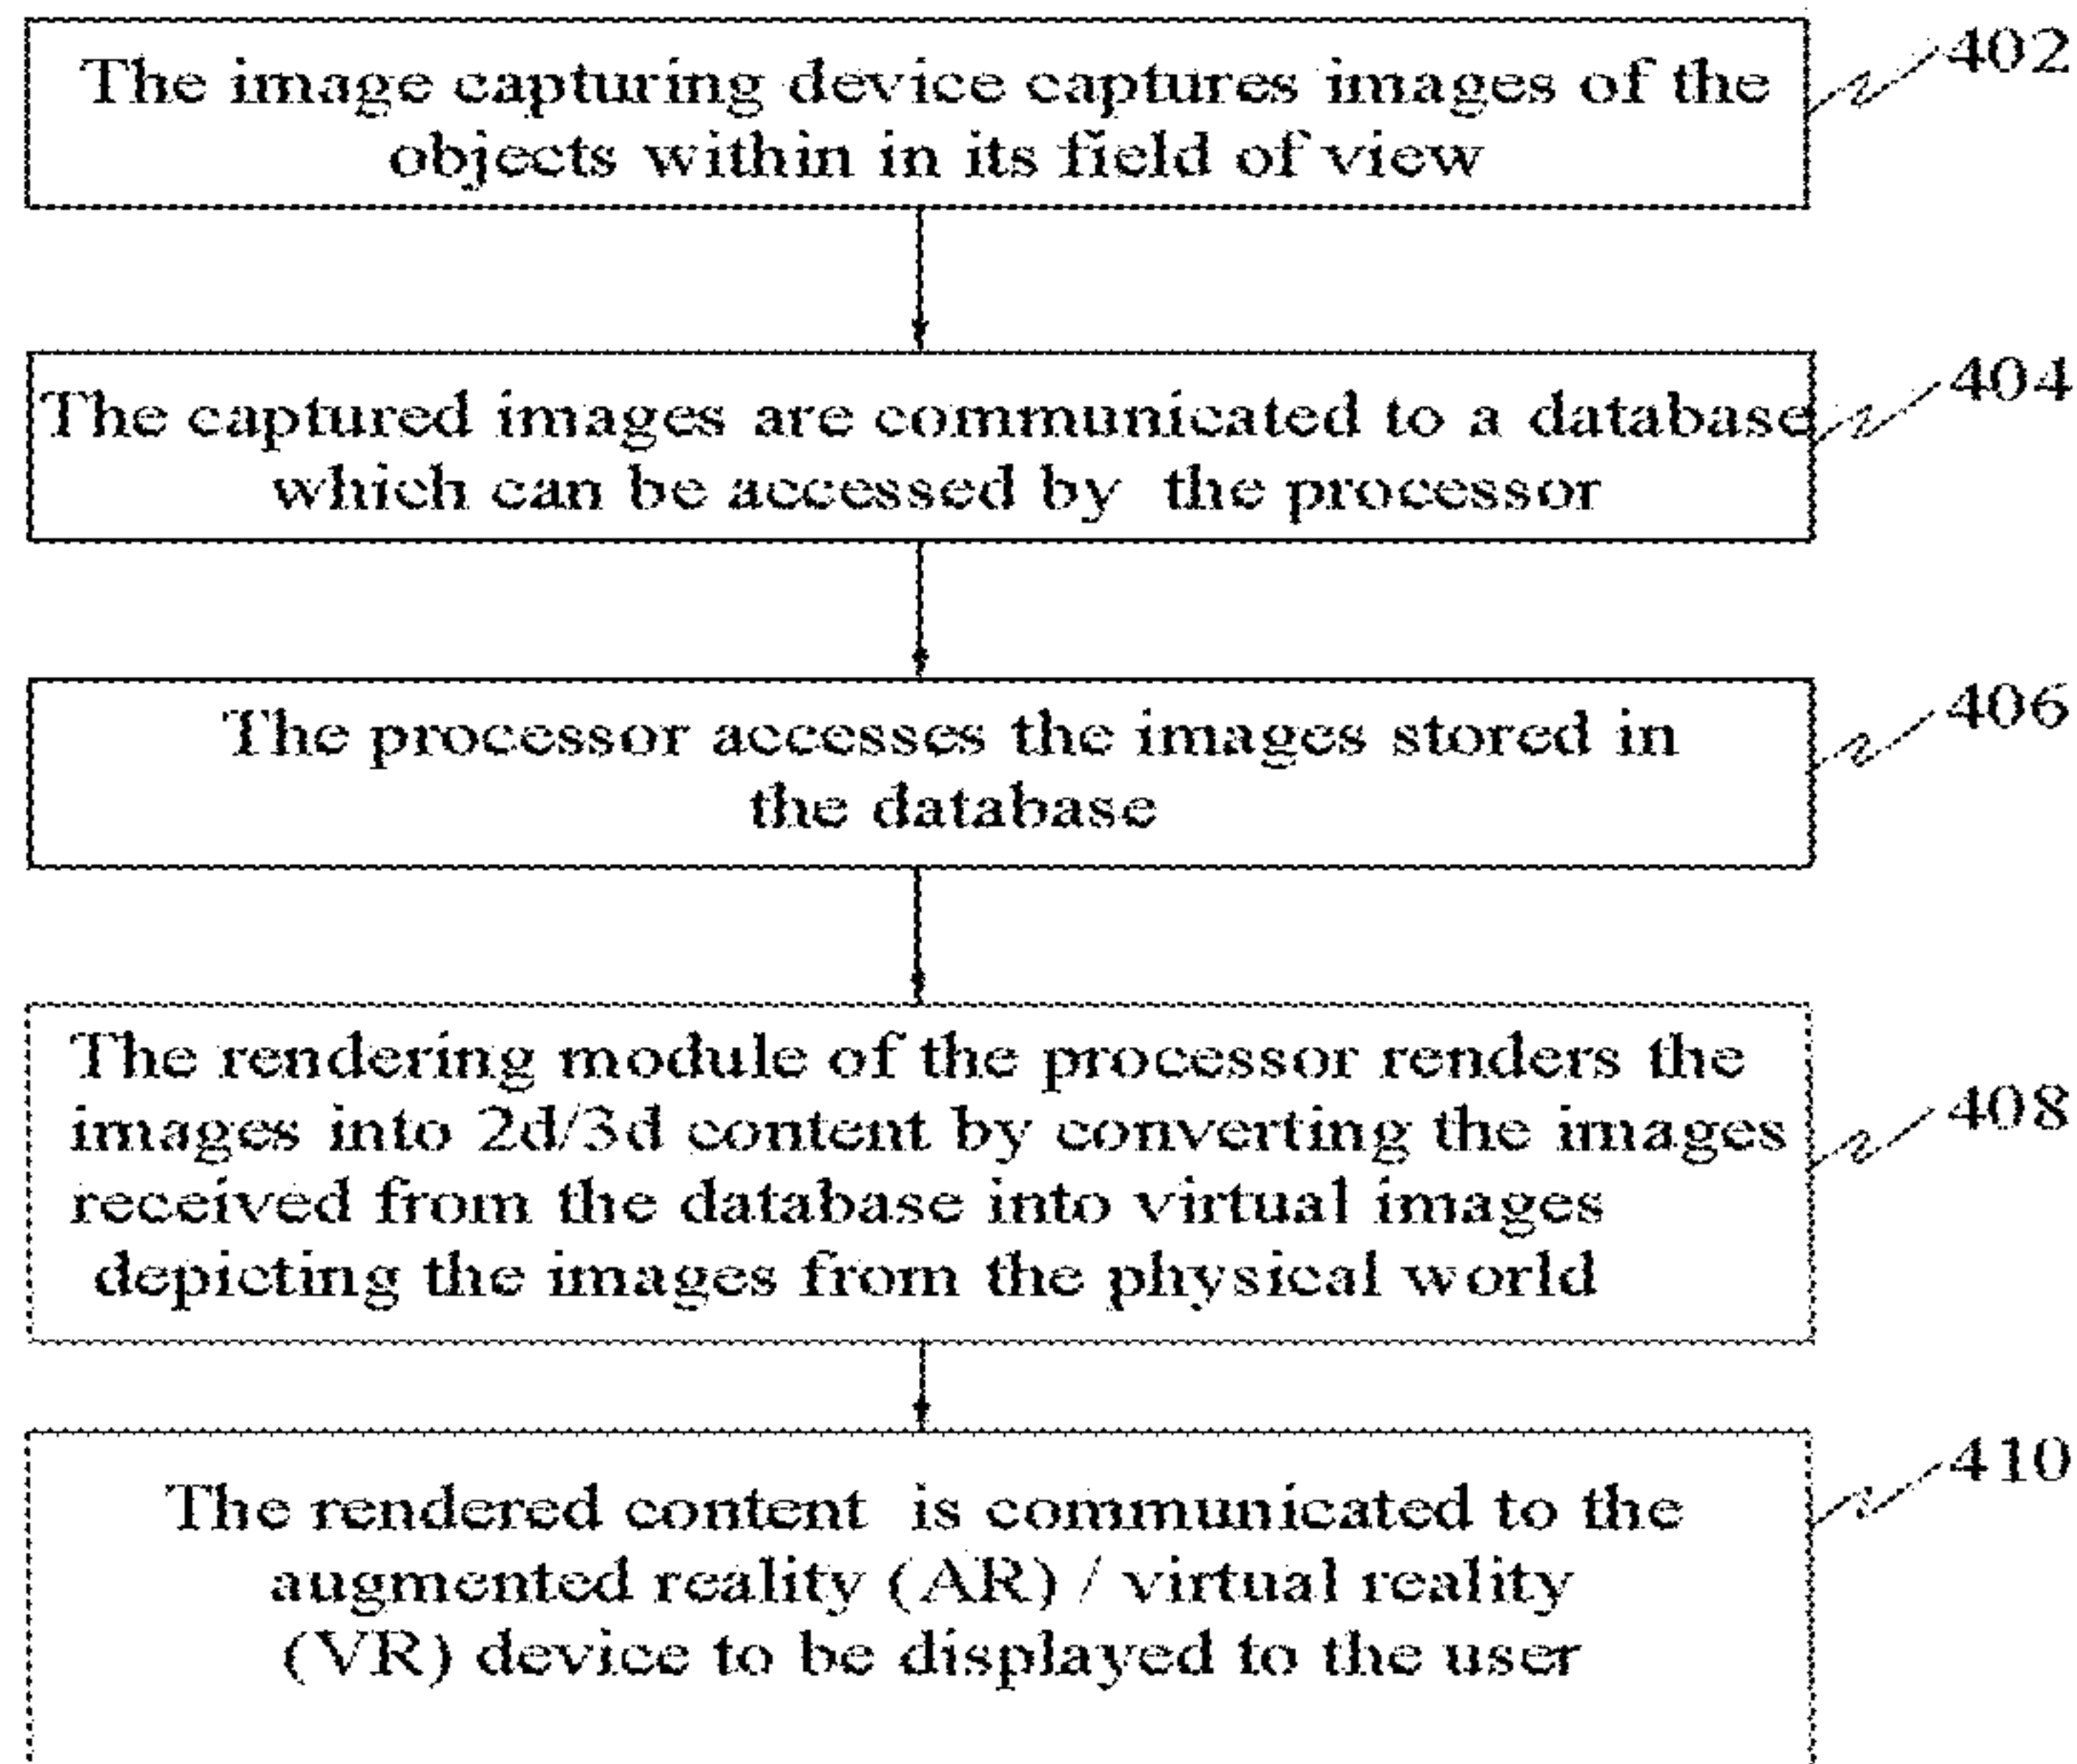 The image capturing device captures images of the
objects within in its field of view
402
The captured images are communicated to a database
which can be accessed by the processor
404
The processor accesses the images stored in
the database
406
The rendering module of the processor renders the
images into 2d/3d content by converting the images
received from the database into virtual images
depicting the images from the physical world
408
The rendered content is communicated to the
augmented reality (AR) / virtual reality
(VR) device to be displayed to the user
410